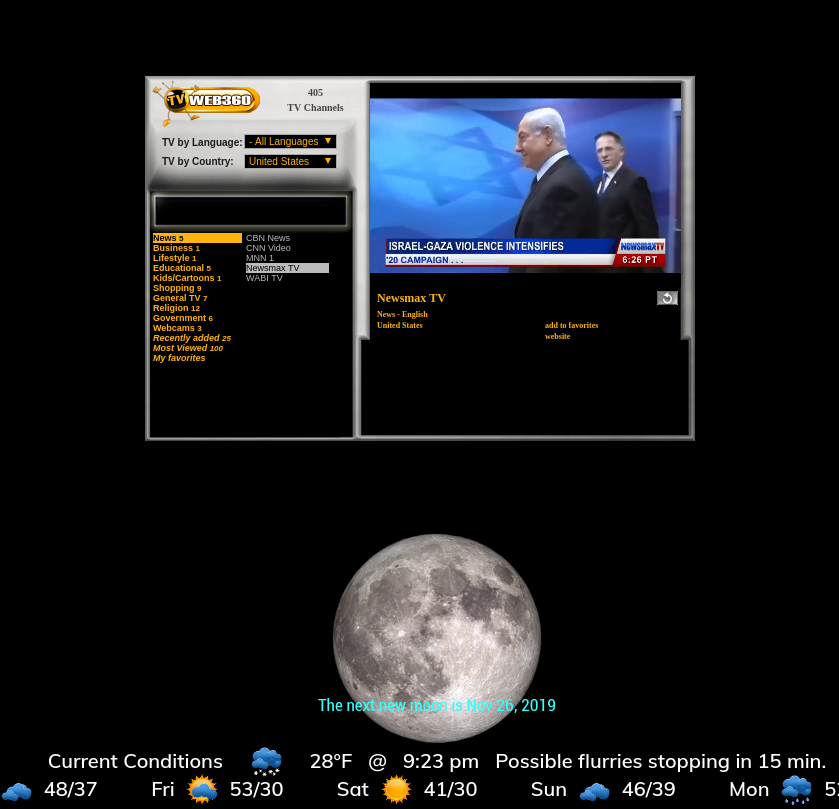 TV WEB360
405
TV Channels
TV by Language: - All Languages
TV by Country: United States
News 5
Business 1
Lifestyle 1
Educational 5
Kids/Cartoons 1
Shopping 9
General TV 7
Religion 12
Government 6
Webcams 3
Recently added 25
Most Viewed 100
My favorites
CBN News
CNN Video
MNN 1
Newsmax TV
WABI TV
ISRAEL-GAZA VIOLENCE INTENSIFIES
NEWSMAX TV
'20 CAMPAIGN . . .
6:26 PT
Newsmax TV
News - English
United States
add to favorites
website
The next new moon is Nov 26, 2019
Current Conditions 28°F @ 9:23 pm Possible flurries stopping in 15 min.
48/37 Fri 53/30 Sat 41/30 Sun 46/39 Mon